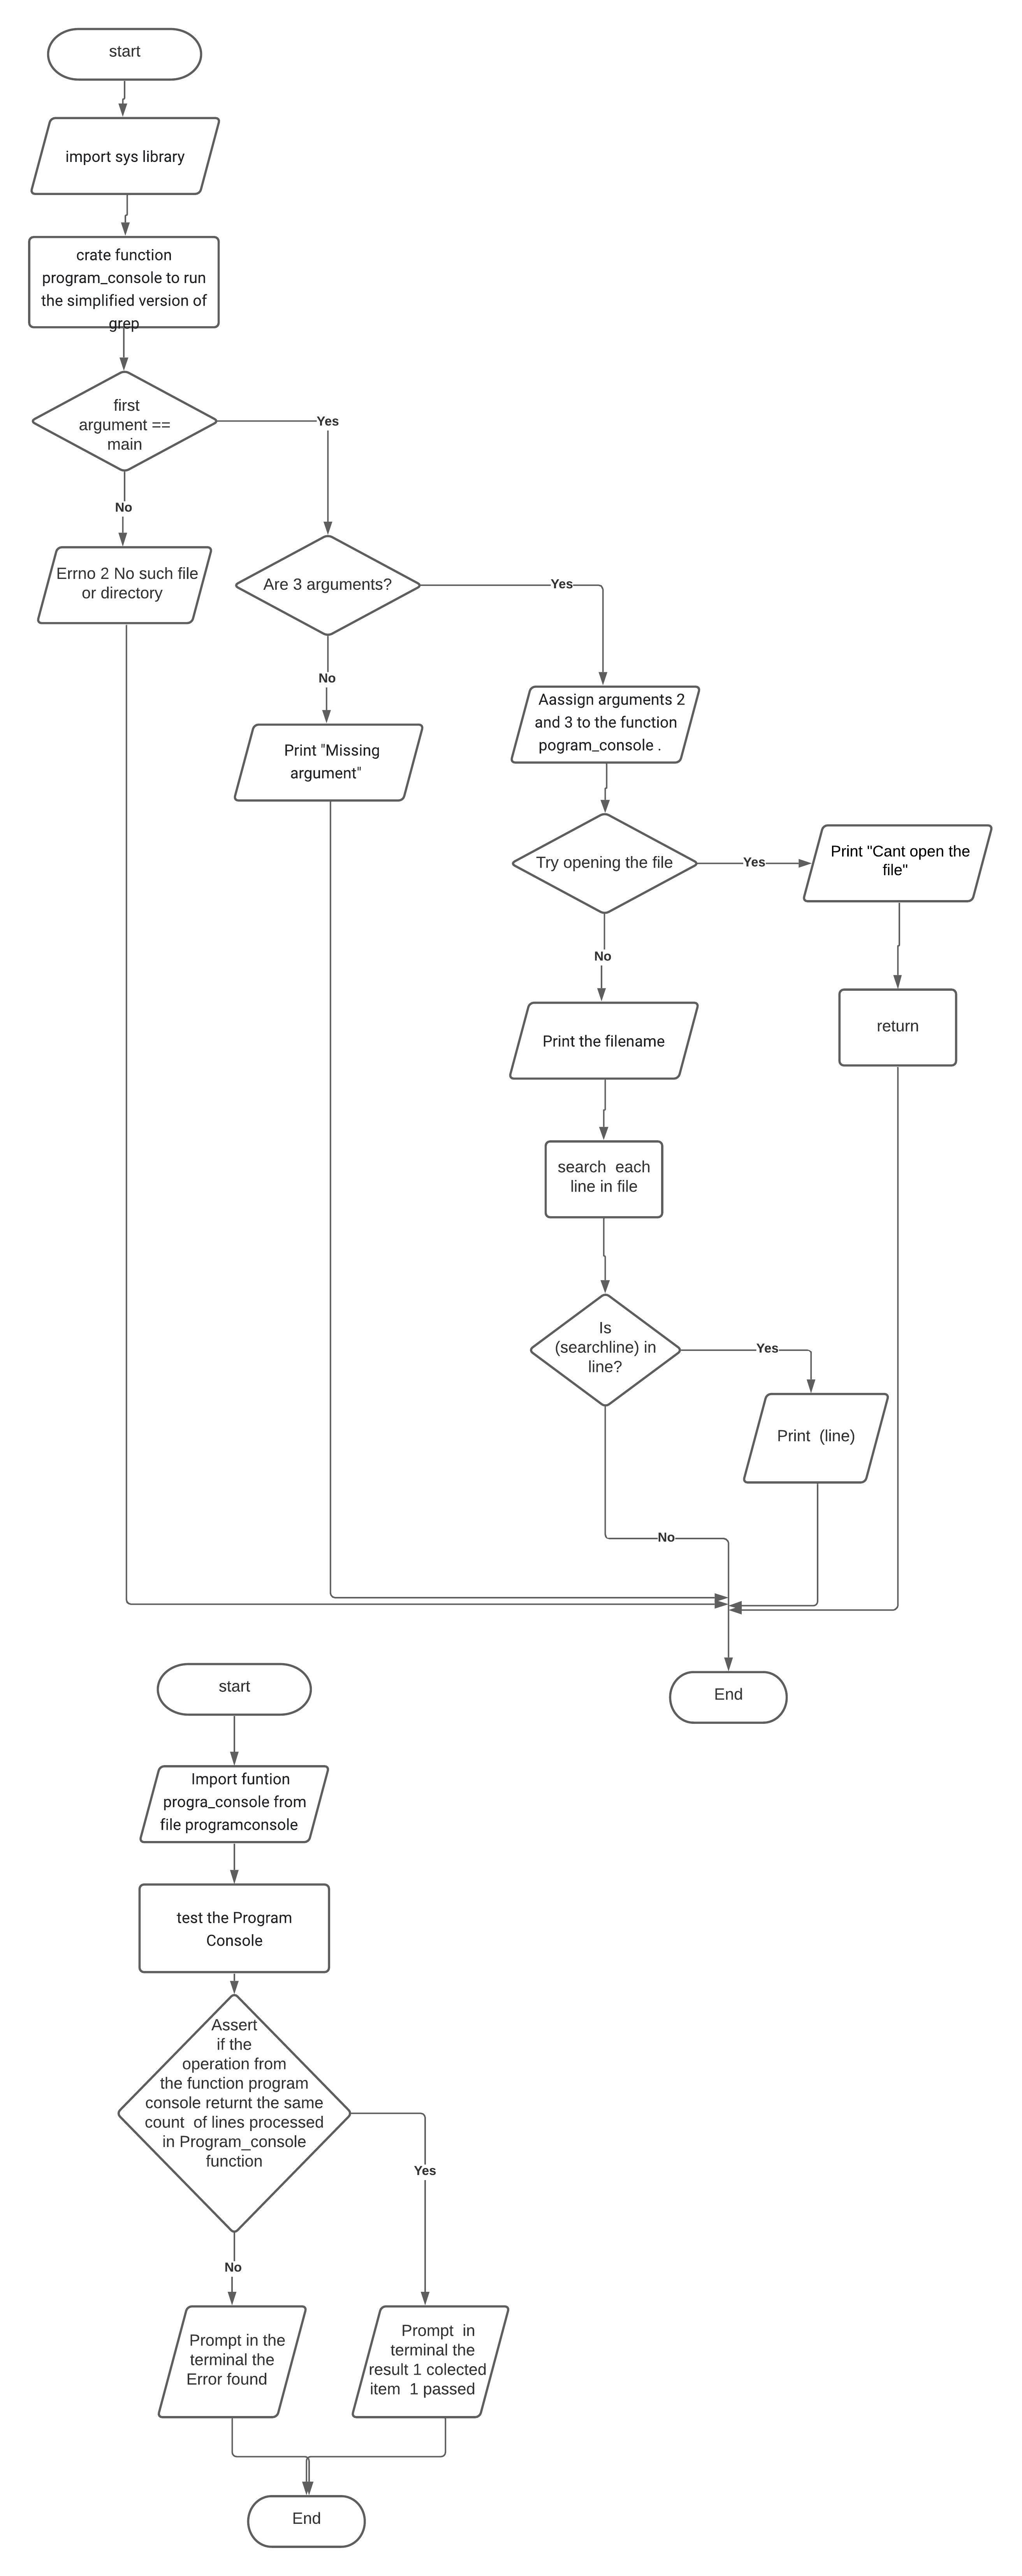 start
import sys library
crate function
program_console to run
the simplified version of
grep
first
argument ==
main
Yes
No
Errno 2 No such file
or directory
Are 3 arguments?
Yes
No
Print "Missing
argument"
Aassign arguments 2
and 3 to the function
pogram_console .
Try opening the file
Yes
Print "Cant open the
file"
No
return
Print the filename
search  each
line in file
Is
(searchline) in
line?
Yes
Print  (line)
No
End
start
Import funtion
progra_console from
file programconsole
test the Program
Console
Assert
if the
operation from
the function program
console returnt the same
count  of lines processed
in Program_console
function
Yes
No
Prompt in the
terminal the
Error found
Prompt  in
terminal the
result 1 colected
item  1 passed
End